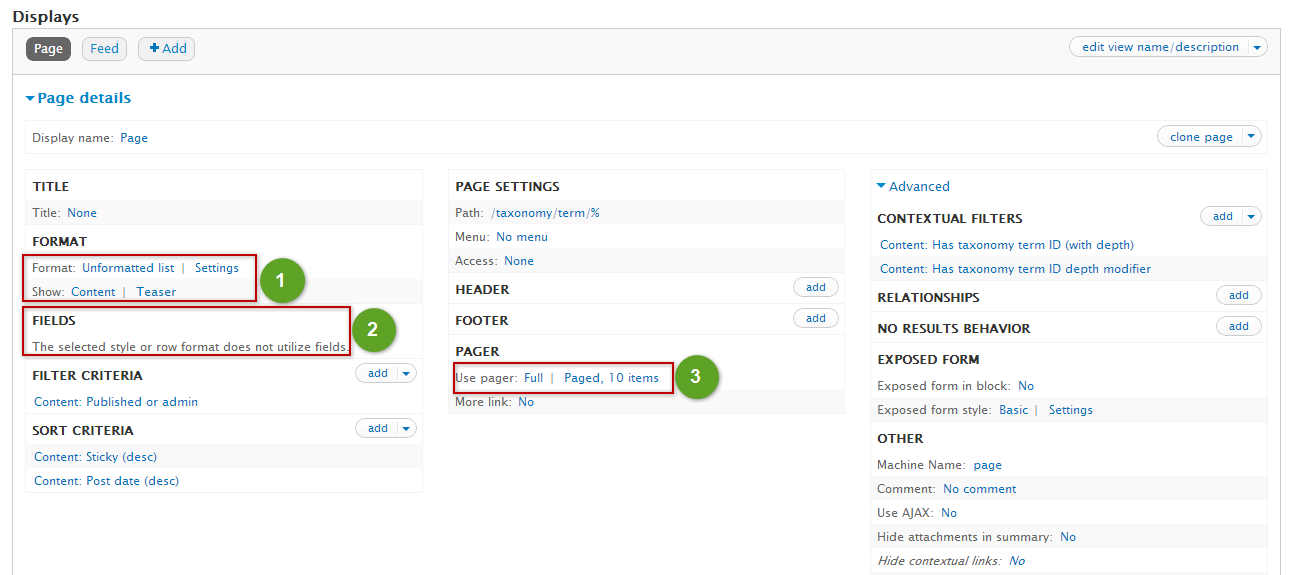 Displays
Page Feed + Add edit view name/description
Page details
Display name: Page clone page
TITLE
Title: None
FORMAT
Format: Unformatted list | Settings
Show: Content | Teaser
1
FIELDS
The selected style or row format does not utilize fields.
2
FILTER CRITERIA add
Content: Published or admin
SORT CRITERIA add
Content: Sticky (desc)
Content: Post date (desc)
PAGE SETTINGS
Path: /taxonomy/term/%
Menu: No menu
Access: None
HEADER add
FOOTER add
PAGER
Use pager: Full | Paged, 10 items
3
More link: No
Advanced
CONTEXTUAL FILTERS add
Content: Has taxonomy term ID (with depth)
Content: Has taxonomy term ID depth modifier
RELATIONSHIPS add
NO RESULTS BEHAVIOR add
EXPOSED FORM
Exposed form in block: No
Exposed form style: Basic | Settings
OTHER
Machine Name: page
Comment: No comment
Use AJAX: No
Hide attachments in summary: No
Hide contextual links: No